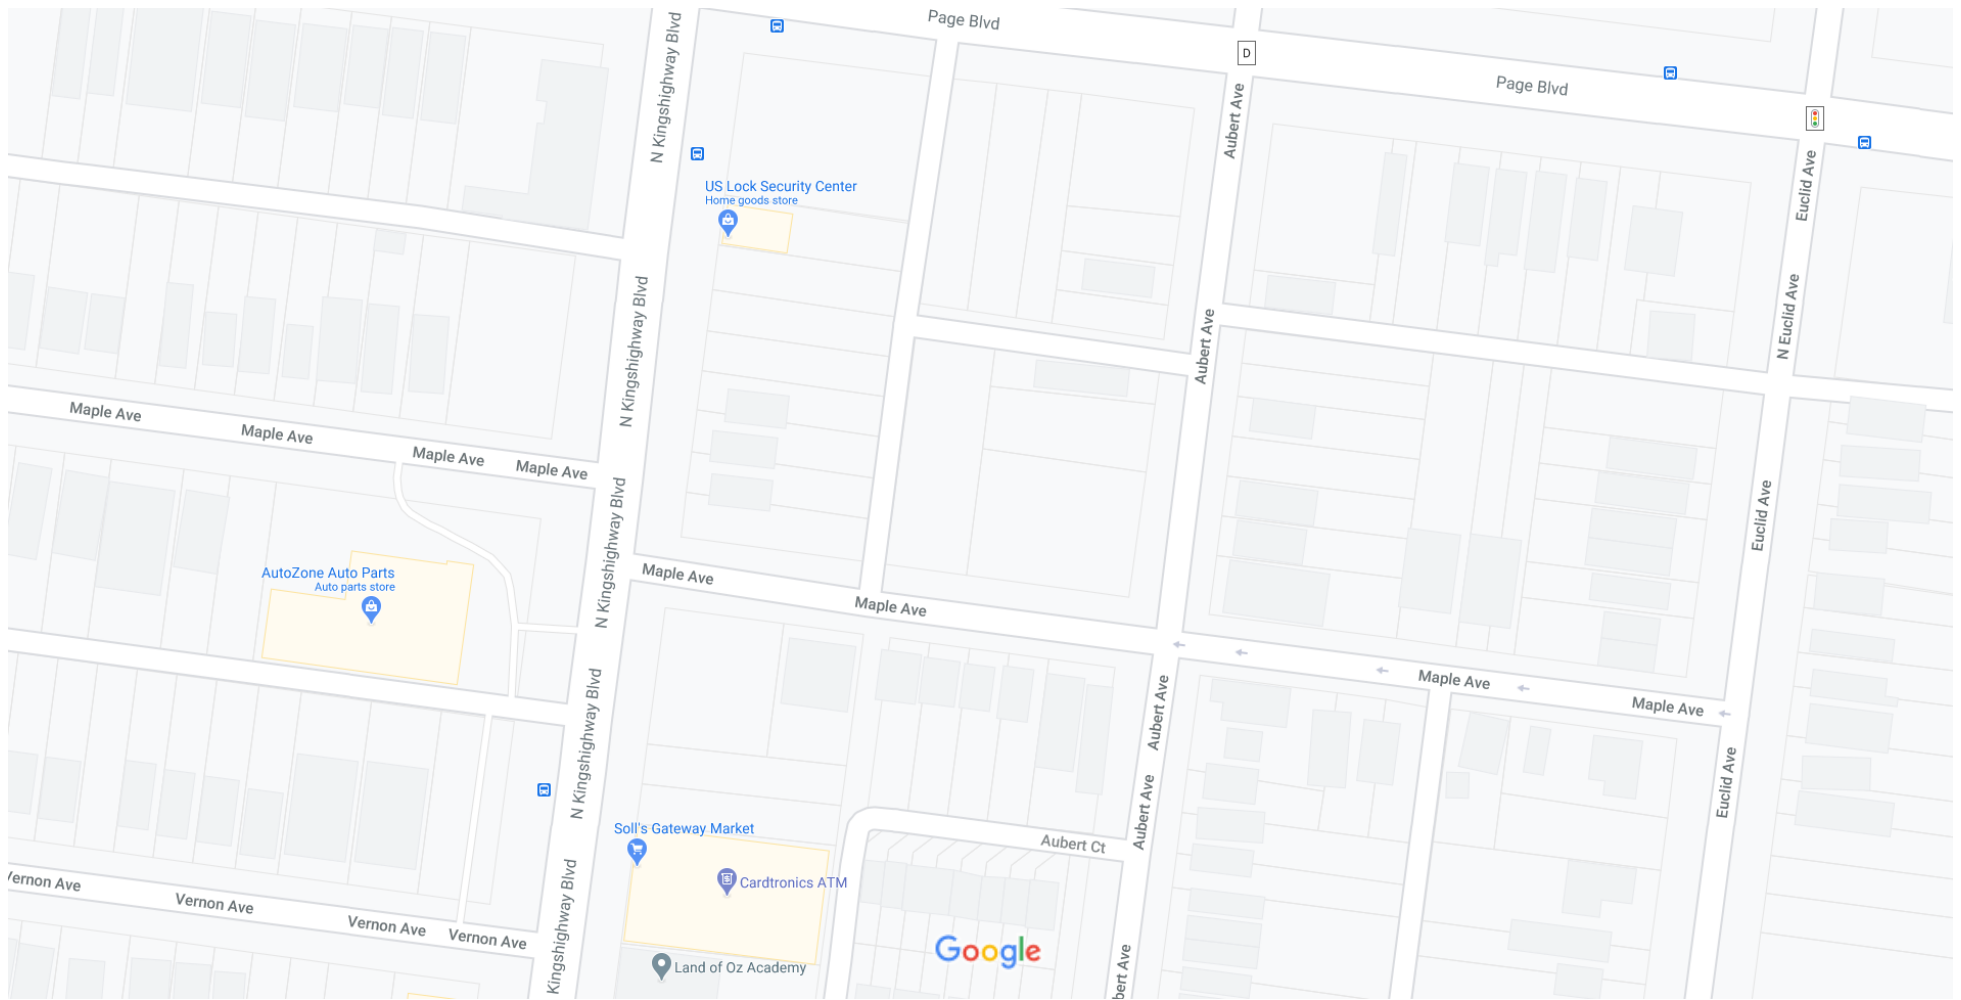 Page Blvd
N Kingshighway Blvd
D
Page Blvd
Aubert Ave
Euclid Ave
US Lock Security Center
Home goods store
N Kingshighway Blvd
Aubert Ave
N Euclid Ave
Maple Ave
Maple Ave
Maple Ave
Maple Ave
N Kingshighway Blvd
Euclid Ave
AutoZone Auto Parts
Auto parts store
Maple Ave
Maple Ave
Maple Ave
Maple Ave
N Kingshighway Blvd
Aubert Ave
Aubert Ave
Euclid Ave
Soll's Gateway Market
Aubert Ct
Cardtronics ATM
Vernon Ave
Vernon Ave
Vernon Ave
Vernon Ave
Kingshighway Blvd
Google
Land of Oz Academy
bert Ave